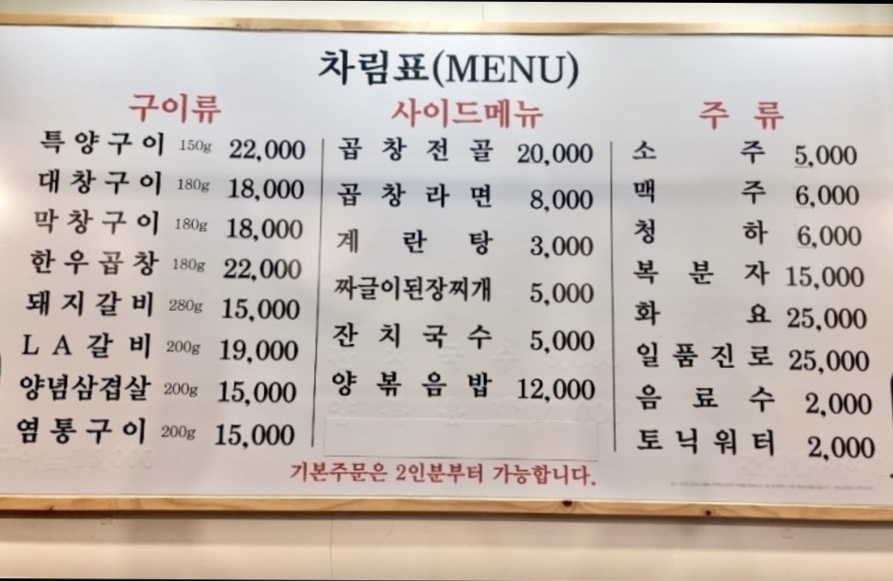 차림표(MENU)
구이류
특양구이 150g 22,000
대창구이 180g 18,000
막창구이 180g 18,000
한우곱창 180g 22,000
돼지갈비 280g 15,000
LA갈비 200g 19,000
양념삼겹살 200g 15,000
염통구이 200g 15,000
사이드메뉴
곱창전골 20,000
곱창라면 8,000
계란탕 3,000
짜글이된장찌개 5,000
잔치국수 5,000
양볶음밥 12,000
주류
소주 5,000
맥주 6,000
청하 6,000
복분자 15,000
화요 25,000
일품진로 25,000
음료수 2,000
토닉워터 2,000
기본주문은 2인분부터 가능합니다.